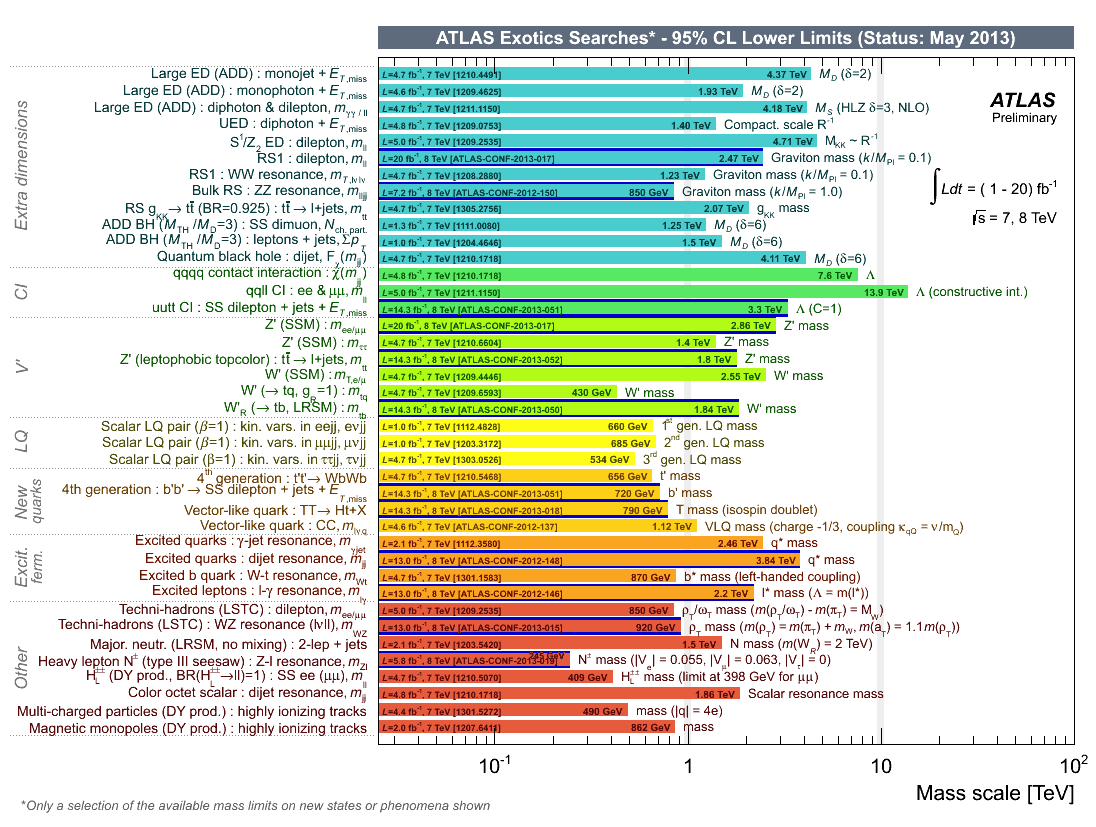 ATLAS Exotics Searches* - 95% CL Lower Limits (Status: May 2013)
Extra dimensions
Large ED (ADD) : monojet + E_T,miss L=4.7 fb⁻¹, 7 TeV [1210.4491] 4.37 TeV M_D (δ=2)
Large ED (ADD) : monophoton + E_T,miss L=4.6 fb⁻¹, 7 TeV [1209.4625] 1.93 TeV M_D (δ=2)
Large ED (ADD) : diphoton & dilepton, m_γγ / ll L=4.7 fb⁻¹, 7 TeV [1211.1150] 4.18 TeV M_S (HLZ δ=3, NLO)
UED : diphoton + E_T,miss L=4.8 fb⁻¹, 7 TeV [1209.0753] 1.40 TeV Compact. scale R⁻¹
S¹/Z₂ ED : dilepton, m_ll L=5.0 fb⁻¹, 7 TeV [1209.2535] 4.71 TeV M_KK ~ R⁻¹
RS1 : dilepton, m_ll L=20 fb⁻¹, 8 TeV [ATLAS-CONF-2013-017] 2.47 TeV Graviton mass (k/M_Pl = 0.1)
RS1 : WW resonance, m_T,lνlν L=4.7 fb⁻¹, 7 TeV [1208.2880] 1.23 TeV Graviton mass (k/M_Pl = 0.1)
Bulk RS : ZZ resonance, m_lljj L=7.2 fb⁻¹, 8 TeV [ATLAS-CONF-2012-150] 850 GeV Graviton mass (k/M_Pl = 1.0)
RS g_KK → tt̄ (BR=0.925) : tt̄ → l+jets, m_tt L=4.7 fb⁻¹, 7 TeV [1305.2756] 2.07 TeV g_KK mass
ADD BH (M_TH /M_D=3) : SS dimuon, N_ch. part. L=1.3 fb⁻¹, 7 TeV [1111.0080] 1.25 TeV M_D (δ=6)
ADD BH (M_TH /M_D=3) : leptons + jets, Σp_T L=1.0 fb⁻¹, 7 TeV [1204.4646] 1.5 TeV M_D (δ=6)
Quantum black hole : dijet, F_χ(m_jj) L=4.7 fb⁻¹, 7 TeV [1210.1718] 4.11 TeV M_D (δ=6)
CI
qqqq contact interaction : χ(m_jj) L=4.8 fb⁻¹, 7 TeV [1210.1718] 7.6 TeV Λ
qqll CI : ee & μμ, m_ll L=5.0 fb⁻¹, 7 TeV [1211.1150] 13.9 TeV Λ (constructive int.)
uutt CI : SS dilepton + jets + E_T,miss L=14.3 fb⁻¹, 8 TeV [ATLAS-CONF-2013-051] 3.3 TeV Λ (C=1)
V'
Z' (SSM) : m_ee/μμ L=20 fb⁻¹, 8 TeV [ATLAS-CONF-2013-017] 2.86 TeV Z' mass
Z' (SSM) : m_ττ L=4.7 fb⁻¹, 7 TeV [1210.6604] 1.4 TeV Z' mass
Z' (leptophobic topcolor) : tt̄ → l+jets, m_tt L=14.3 fb⁻¹, 8 TeV [ATLAS-CONF-2013-052] 1.8 TeV Z' mass
W' (SSM) : m_T,e/μ L=4.7 fb⁻¹, 7 TeV [1209.4446] 2.55 TeV W' mass
W' (→ tq, g_R=1) : m_tq L=4.7 fb⁻¹, 7 TeV [1209.6593] 430 GeV W' mass
W'_R (→ tb, LRSM) : m_tb L=14.3 fb⁻¹, 8 TeV [ATLAS-CONF-2013-050] 1.84 TeV W' mass
LQ
Scalar LQ pair (β=1) : kin. vars. in eejj, eνjj L=1.0 fb⁻¹, 7 TeV [1112.4828] 660 GeV 1ˢᵗ gen. LQ mass
Scalar LQ pair (β=1) : kin. vars. in μμjj, μνjj L=1.0 fb⁻¹, 7 TeV [1203.3172] 685 GeV 2ⁿᵈ gen. LQ mass
Scalar LQ pair (β=1) : kin. vars. in ττjj, τνjj L=4.7 fb⁻¹, 7 TeV [1303.0526] 534 GeV 3ʳᵈ gen. LQ mass
New quarks
4ᵗʰ generation : t't' → WbWb L=4.7 fb⁻¹, 7 TeV [1210.5468] 656 GeV t' mass
4th generation : b'b' → SS dilepton + jets + E_T,miss L=14.3 fb⁻¹, 8 TeV [ATLAS-CONF-2013-051] 720 GeV b' mass
Vector-like quark : TT → Ht+X L=14.3 fb⁻¹, 8 TeV [ATLAS-CONF-2013-018] 790 GeV T mass (isospin doublet)
Vector-like quark : CC, m_lνq L=4.6 fb⁻¹, 7 TeV [ATLAS-CONF-2012-137] 1.12 TeV VLQ mass (charge -1/3, coupling κ_qQ = ν/m_Q)
Excit. ferm.
Excited quarks : γ-jet resonance, m_γjet L=2.1 fb⁻¹, 7 TeV [1112.3580] 2.46 TeV q* mass
Excited quarks : dijet resonance, m_jj L=13.0 fb⁻¹, 8 TeV [ATLAS-CONF-2012-148] 3.84 TeV q* mass
Excited b quark : W-t resonance, m_Wt L=4.7 fb⁻¹, 7 TeV [1301.1583] 870 GeV b* mass (left-handed coupling)
Excited leptons : l-γ resonance, m_lγ L=13.0 fb⁻¹, 8 TeV [ATLAS-CONF-2012-146] 2.2 TeV l* mass (Λ = m(l*))
Other
Techni-hadrons (LSTC) : dilepton, m_ee/μμ L=5.0 fb⁻¹, 7 TeV [1209.2535] 850 GeV ρ_T/ω_T mass (m(ρ_T/ω_T) - m(π_T) = M_W)
Techni-hadrons (LSTC) : WZ resonance (lνll), m_WZ L=13.0 fb⁻¹, 8 TeV [ATLAS-CONF-2013-015] 920 GeV ρ_T mass (m(ρ_T) = m(π_T) + m_W, m(a_T) = 1.1m(ρ_T))
Major. neutr. (LRSM, no mixing) : 2-lep + jets L=2.1 fb⁻¹, 7 TeV [1203.5420] 1.5 TeV N mass (m(W_R) = 2 TeV)
Heavy lepton N± (type III seesaw) : Z-l resonance, m_Zl L=5.8 fb⁻¹, 8 TeV [ATLAS-CONF-2013-019] 245 GeV N± mass (|V_e| = 0.055, |V_μ| = 0.063, |V_τ| = 0)
H_L±± (DY prod., BR(H_L±±→ll)=1) : SS ee (μμ), m_ll L=4.7 fb⁻¹, 7 TeV [1210.5070] 409 GeV H_L±± mass (limit at 398 GeV for μμ)
Color octet scalar : dijet resonance, m_jj L=4.8 fb⁻¹, 7 TeV [1210.1718] 1.86 TeV Scalar resonance mass
Multi-charged particles (DY prod.) : highly ionizing tracks L=4.4 fb⁻¹, 7 TeV [1301.5272] 490 GeV mass (|q| = 4e)
Magnetic monopoles (DY prod.) : highly ionizing tracks L=2.0 fb⁻¹, 7 TeV [1207.6411] 862 GeV mass
ATLAS
Preliminary
∫Ldt = ( 1 - 20) fb⁻¹
√s = 7, 8 TeV
10⁻¹ 1 10 10²
Mass scale [TeV]
*Only a selection of the available mass limits on new states or phenomena shown